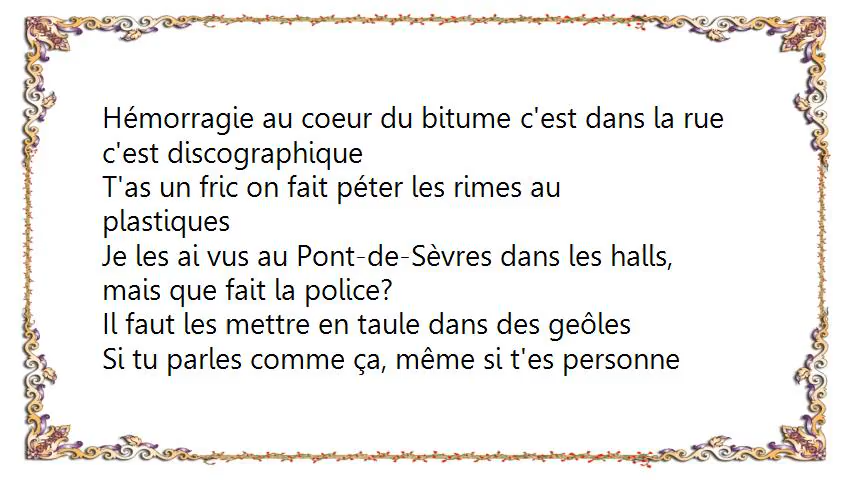 Hémorragie au coeur du bitume c'est dans la rue
c'est discographique
T'as un fric on fait péter les rimes au
plastiques
Je les ai vus au Pont-de-Sèvres dans les halls,
mais que fait la police?
Il faut les mettre en taule dans des geôles
Si tu parles comme ça, même si t'es personne